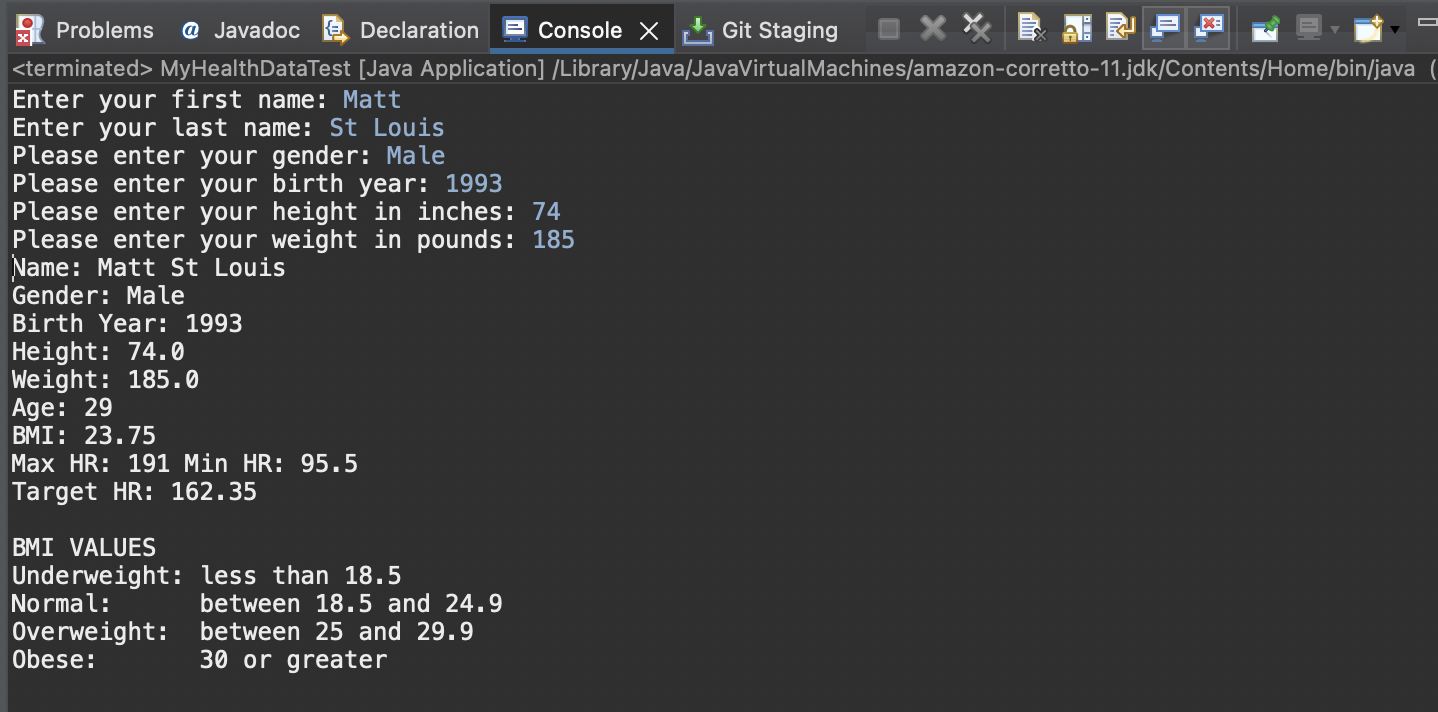 Problems @ Javadoc Declaration Console Git Staging
<terminated> MyHealthDataTest [Java Application] /Library/Java/JavaVirtualMachines/amazon-corretto-11.jdk/Contents/Home/bin/java (
Enter your first name: Matt
Enter your last name: St Louis
Please enter your gender: Male
Please enter your birth year: 1993
Please enter your height in inches: 74
Please enter your weight in pounds: 185
Name: Matt St Louis
Gender: Male
Birth Year: 1993
Height: 74.0
Weight: 185.0
Age: 29
BMI: 23.75
Max HR: 191 Min HR: 95.5
Target HR: 162.35
BMI VALUES
Underweight: less than 18.5
Normal:      between 18.5 and 24.9
Overweight:  between 25 and 29.9
Obese:       30 or greater